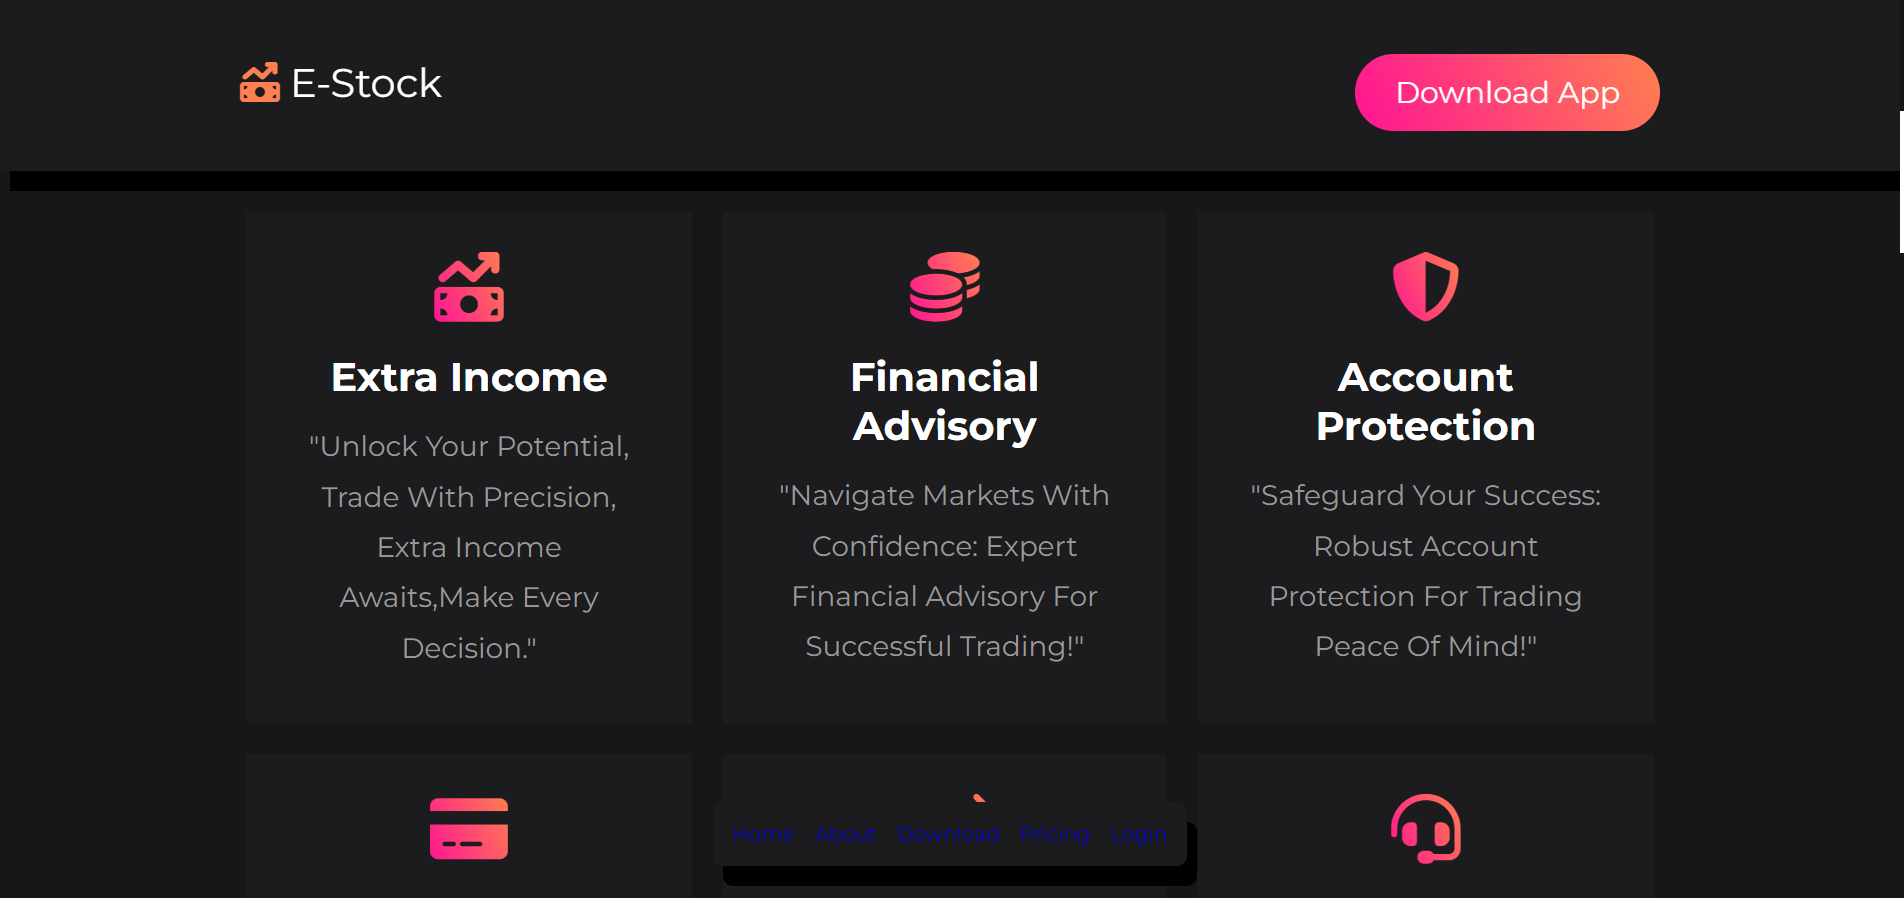 E-Stock
Download App
Extra Income
"Unlock Your Potential,
Trade With Precision,
Extra Income
Awaits,Make Every
Decision."
Financial
Advisory
"Navigate Markets With
Confidence: Expert
Financial Advisory For
Successful Trading!"
Account
Protection
"Safeguard Your Success:
Robust Account
Protection For Trading
Peace Of Mind!"
Home About Download Pricing Login